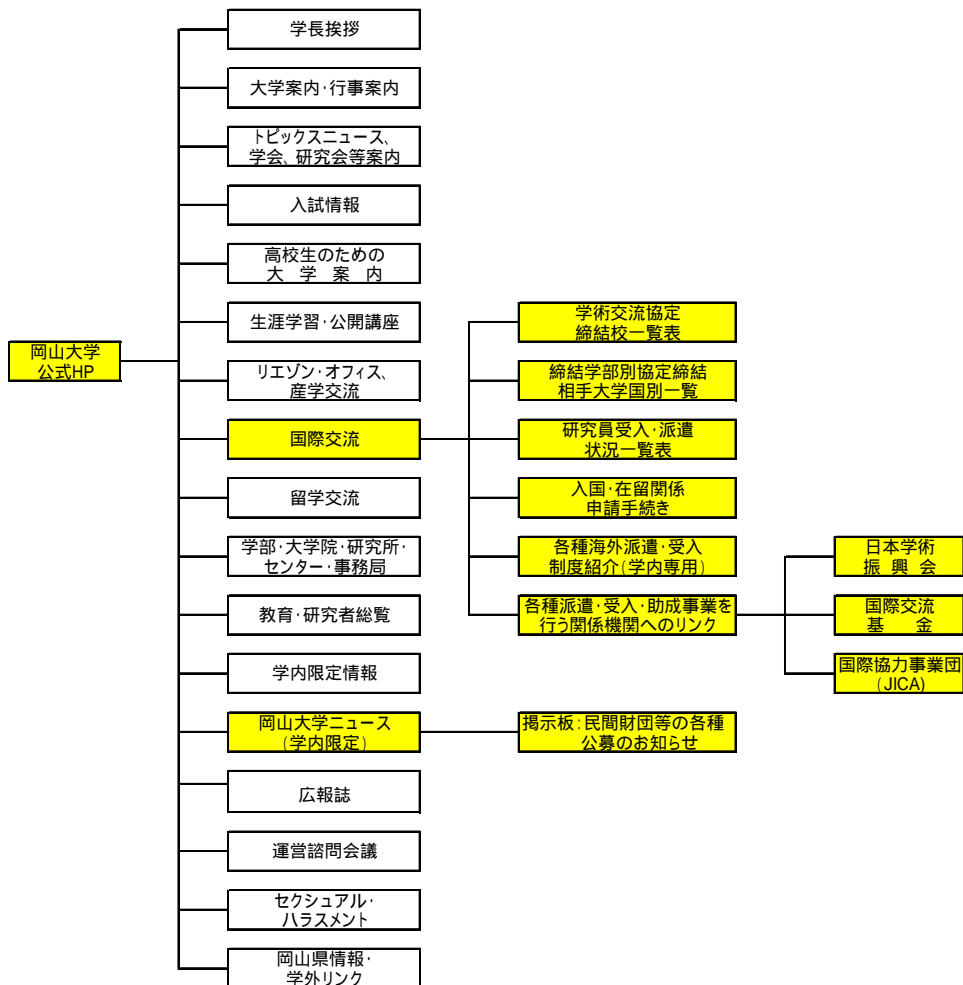 学長挨拶
大学案内・行事案内
トピックスニュース、
学会、研究会等案内
入試情報
高校生のための
大　学　案　内
生涯学習・公開講座
岡山大学
公式HP
リエゾン・オフィス、
産学交流
国際交流
留学交流
学部・大学院・研究所・
センター・事務局
教育・研究者総覧
学内限定情報
岡山大学ニュース
(学内限定)
広報誌
運営諮問会議
セクシュアル・
ハラスメント
岡山県情報・
学外リンク
学術交流協定
締結校一覧表
締結学部別協定締結
相手大学国別一覧
研究員受入・派遣
状況一覧表
入国・在留関係
申請手続き
各種海外派遣・受入
制度紹介(学内専用)
各種派遣・受入・助成事業を
行う関係機関へのリンク
掲示板:民間財団等の各種
公募のお知らせ
日本学術
振　興　会
国際交流
基　　金
国際協力事業団
(JICA)